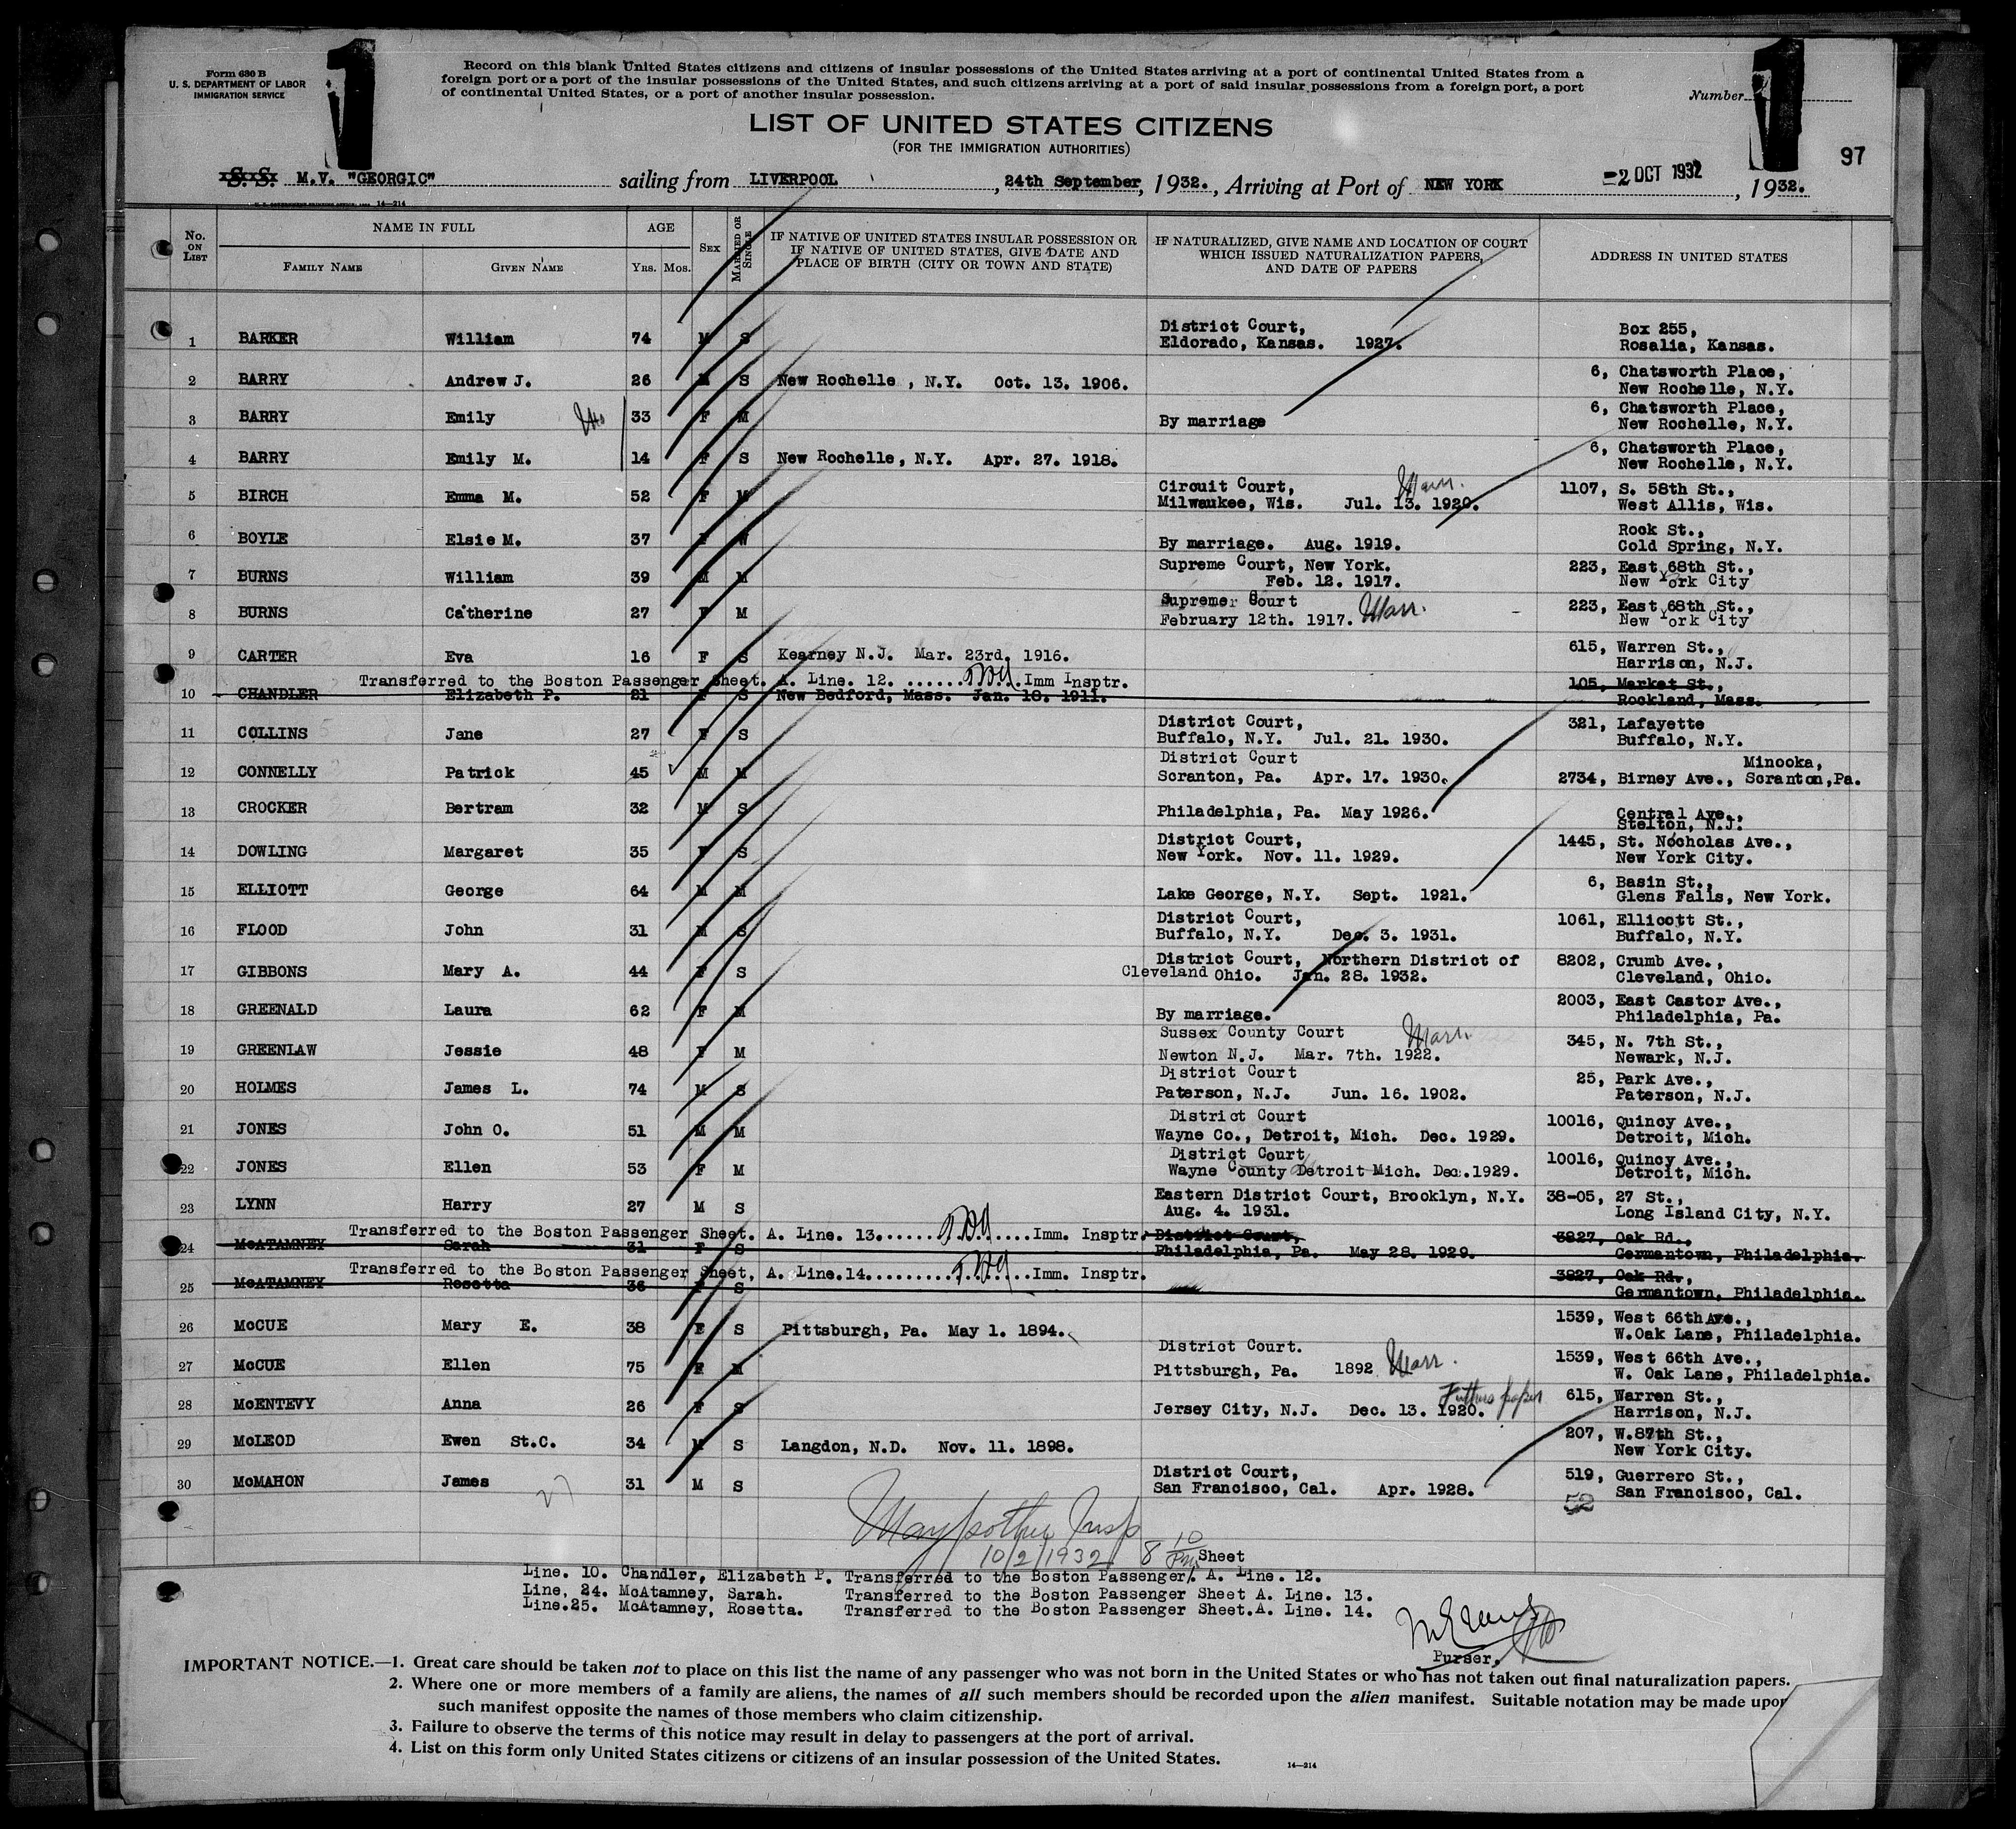 Form 630 B
U. S. DEPARTMENT OF LABOR
IMMIGRATION SERVICE
1
1
Record on this blank United States citizens and citizens of insular possessions of the United States arriving at a port of continental United States from a
foreign port or a port of the insular possessions of the United States, and such citizens arriving at a port of said insular possessions from a foreign port, a port
of continental United States, or a port of another insular possession.
Number
LIST OF UNITED STATES CITIZENS
(FOR THE IMMIGRATION AUTHORITIES)
97
S. S. M.V. "GEORGIC" sailing from LIVERPOOL, 24th September, 1932., Arriving at Port of NEW YORK -2 OCT 1932, 1932.
14—214
No. ON LIST
NAME IN FULL
FAMILY NAME
GIVEN NAME
AGE
Yrs. Mos.
SEX
MARRIED OR SINGLE
IF NATIVE OF UNITED STATES INSULAR POSSESSION OR
IF NATIVE OF UNITED STATES, GIVE DATE AND
PLACE OF BIRTH (CITY OR TOWN AND STATE)
IF NATURALIZED, GIVE NAME AND LOCATION OF COURT
WHICH ISSUED NATURALIZATION PAPERS,
AND DATE OF PAPERS
ADDRESS IN UNITED STATES
1 BARKER William 74 M S District Court, Box 255,
Eldorado, Kansas. 1927. Rosalia, Kansas.
2 BARRY Andrew J. 26 M S New Rochelle, N.Y. Oct. 13. 1906. 6, Chatsworth Place,
New Rochelle, N.Y.
3 BARRY Emily 33 F M By marriage 6, Chatsworth Place,
New Rochelle, N.Y.
4 BARRY Emily M. 14 F S New Rochelle, N.Y. Apr. 27. 1918. 6, Chatsworth Place,
New Rochelle, N.Y.
5 BIRCH Emma M. 52 F M Circuit Court, Marr. 1107, S. 58th St.,
Milwaukee, Wis. Jul. 13. 1920. West Allis, Wis.
6 BOYLE Elsie M. 37 F W By marriage. Aug. 1919. Rock St.,
Cold Spring, N.Y.
7 BURNS William 39 M M Supreme Court, New York. 223, East 68th St.,
Feb. 12. 1917. New York City
8 BURNS Catherine 27 F M Supremer Court 223, East 68th St.,
February 12th. 1917. Marr. New York City
9 CARTER Eva 16 F S Kearney N.J. Mar. 23rd. 1916. 615, Warren St.,
Harrison, N.J.
Transferred to the Boston Passenger Sheet. A. Line. 12. ...... Imm Insptr.
10 CHANDLER Elizabeth P. 21 F S New Bedford, Mass. Jan. 18. 1911. 105, Market St.,
Rockland, Mass.
11 COLLINS Jane 27 F S District Court, 321, Lafayette
Buffalo, N.Y. Jul. 21. 1930. Buffalo, N.Y.
12 CONNELLY Patrick 45 M M District Court Minooka,
Scranton, Pa. Apr. 17. 1930. 2734, Birney Ave., Scranton, Pa.
13 CROCKER Bertram 32 M S Philadelphia, Pa. May 1926. Central Ave.,
Stelton, N.J.
14 DOWLING Margaret 35 F S District Court, 1445, St. Nocholas Ave.,
New York. Nov. 11. 1929. New York City.
15 ELLIOTT George 64 M M Lake George, N.Y. Sept. 1921. 6, Basin St.,
Glens Falls, New York.
16 FLOOD John 31 M S District Court, 1061, Ellicott St.,
Buffalo, N.Y. Dec. 3. 1931. Buffalo, N.Y.
17 GIBBONS Mary A. 44 F S District Court, Northern District of 8202, Crumb Ave.,
Cleveland Ohio. Jan. 28. 1932. Cleveland, Ohio.
18 GREENALD Laura 62 F M By marriage. 2003, East Castor Ave.,
Philadelphia, Pa.
19 GREENLAW Jessie 48 F M Sussex County Court Marr. 345, N. 7th St.,
Newton N.J. Mar. 7th. 1922. Newark, N.J.
20 HOLMES James L. 74 M S District Court 25, Park Ave.,
Paterson, N.J. Jun. 16. 1902. Paterson, N.J.
21 JONES John O. 51 M M District Court 10016, Quincy Ave.,
Wayne Co., Detroit, Mich. Dec. 1929. Detroit, Mich.
22 JONES Ellen 53 F M District Court 10016, Quincy Ave.,
Wayne County Detroit Mich. Dec. 1929. Detroit, Mich.
23 LYNN Harry 27 M S Eastern District Court, Brooklyn, N.Y. 38-05, 27 St.,
Aug. 4. 1931. Long Island City, N.Y.
Transferred to the Boston Passenger Sheet. A. Line. 13...... Imm. Insptr.
24 McATAMNEY Sarah 31 F S District Court, 3827, Oak Rd.,
Philadelphia, Pa. May 28. 1929. Germantown, Philadelphia.
Transferred to the Boston Passenger Sheet, A. Line.14......... Imm. Insptr.
25 McATAMNEY Rosetta 36 F S 3827, Oak Rd.,
Germantown, Philadelphia.
26 McCUE Mary E. 38 F S Pittsburgh, Pa. May 1. 1894. 1539, West 66th Ave.,
W.Oak Lane, Philadelphia.
27 McCUE Ellen 75 F M District Court. 1539, West 66th Ave.,
Pittsburgh, Pa. 1892 Marr. W. Oak Lane, Philadelphia.
28 McENTEVY Anna 26 F S Jersey City, N.J. Dec. 13. 1920. Fathers paper 615, Warren St.,
Harrison, N.J.
29 McLEOD Ewen St.C. 34 M S Langdon, N.D. Nov. 11. 1898. 207, W.87th St.,
New York City.
30 McMAHON James 31 M S District Court, 519, Guerrero St.,
San Francisco, Cal. Apr. 1928. San Francisco, Cal.
27
52
Insp
10/2/1932 8 10 Pm
Sheet
Line. 10. Chandler, Elizabeth P. Transferred to the Boston Passenger/. A. Line. 12.
Line. 24. McAtamney, Sarah. Transferred to the Boston Passenger Sheet A. Line. 13.
Line.25. McAtamney, Rosetta. Transferred to the Boston Passenger Sheet.A. Line. 14.
Purser.
IMPORTANT NOTICE.—1. Great care should be taken not to place on this list the name of any passenger who was not born in the United States or who has not taken out final naturalization papers.
2. Where one or more members of a family are aliens, the names of all such members should be recorded upon the alien manifest. Suitable notation may be made upon
such manifest opposite the names of those members who claim citizenship.
3. Failure to observe the terms of this notice may result in delay to passengers at the port of arrival.
4. List on this form only United States citizens or citizens of an insular possession of the United States.
14—214